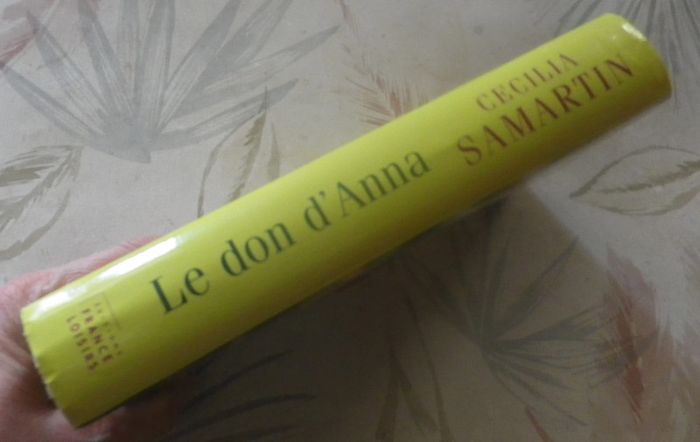 Le don d'Anna
CECILIA
SAMARTIN
FRANCE
LOISIRS